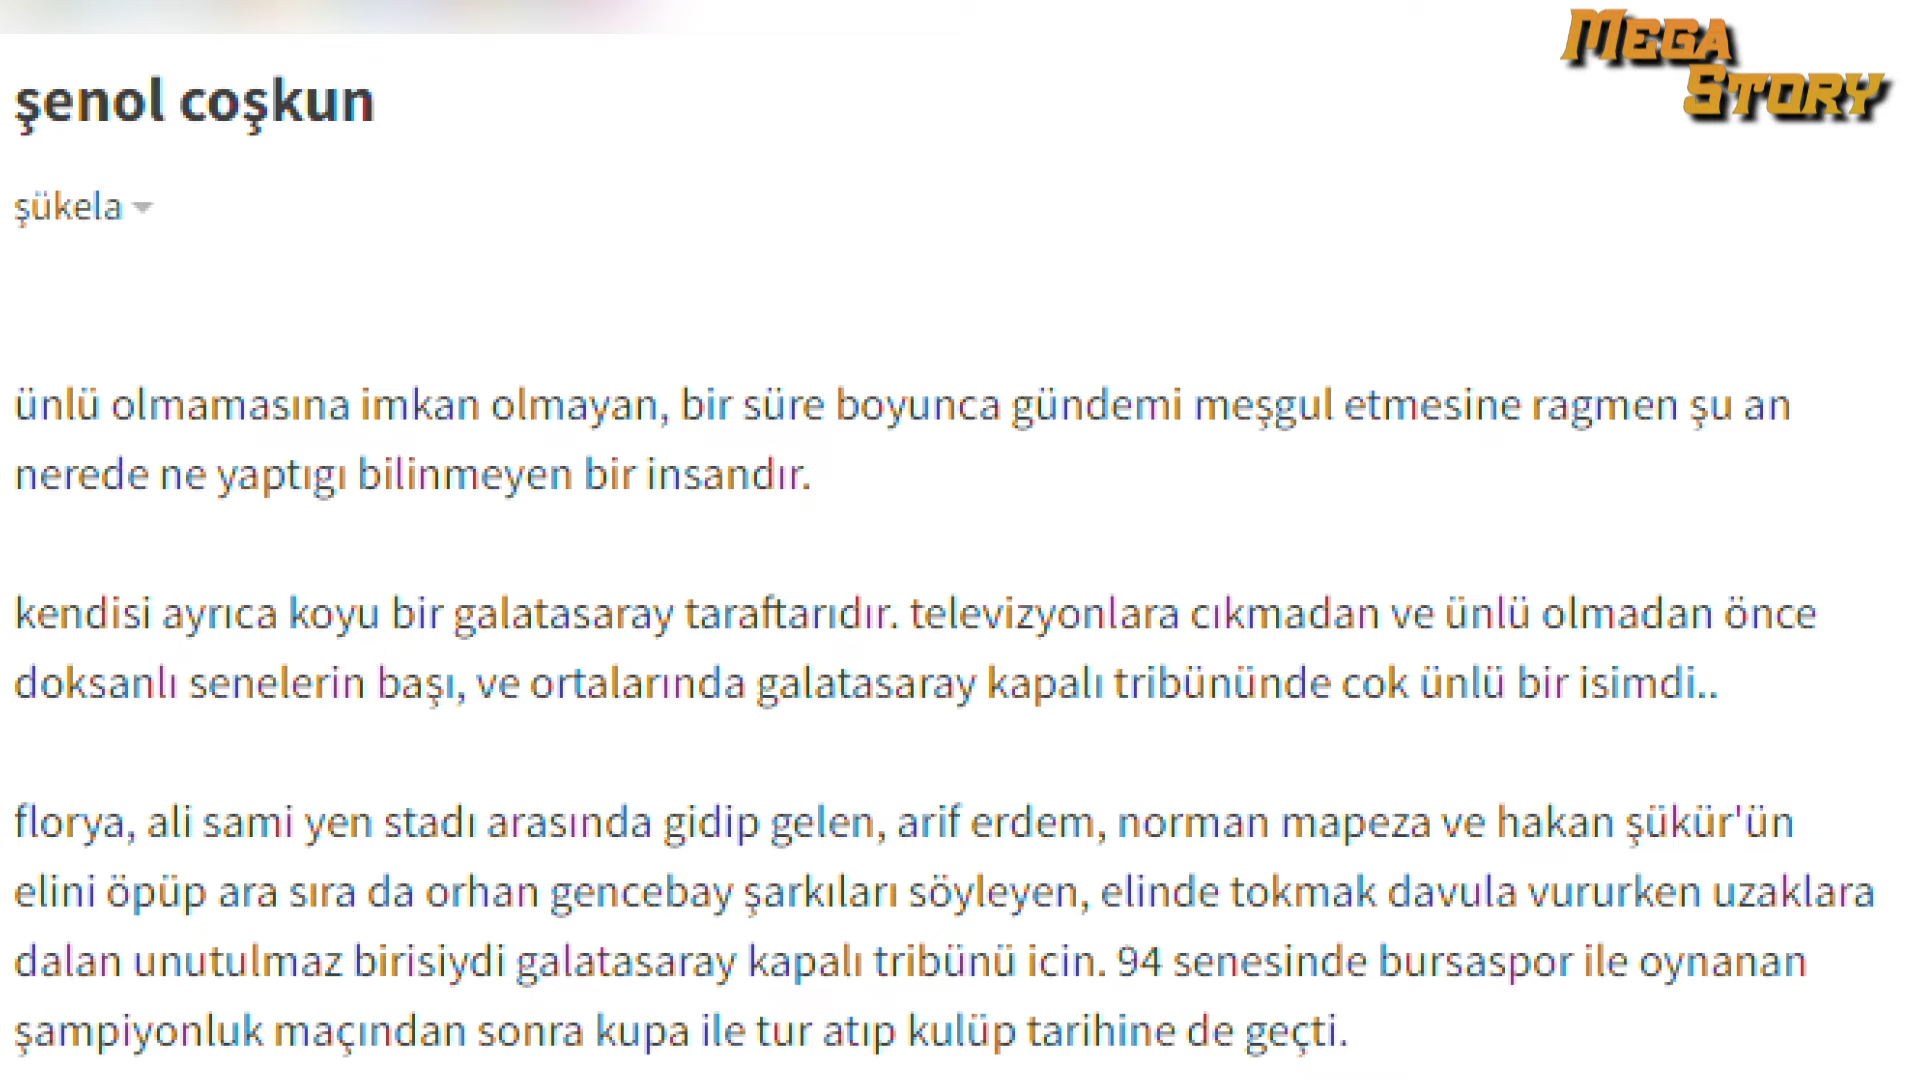 MEGA
STORY
şenol coşkun
şükela
ünlü olmamasına imkan olmayan, bir süre boyunca gündemi meşgul etmesine ragmen şu an
nerede ne yaptıgı bilinmeyen bir insandır.
kendisi ayrıca koyu bir galatasaray taraftarıdır. televizyonlara cıkmadan ve ünlü olmadan önce
doksanlı senelerin başı, ve ortalarında galatasaray kapalı tribününde cok ünlü bir isimdi..
florya, ali sami yen stadı arasında gidip gelen, arif erdem, norman mapeza ve hakan şükür'ün
elini öpüp ara sıra da orhan gencebay şarkıları söyleyen, elinde tokmak davula vururken uzaklara
dalan unutulmaz birisiydi galatasaray kapalı tribünü icin. 94 senesinde bursaspor ile oynanan
şampiyonluk maçından sonra kupa ile tur atıp kulüp tarihine de geçti.